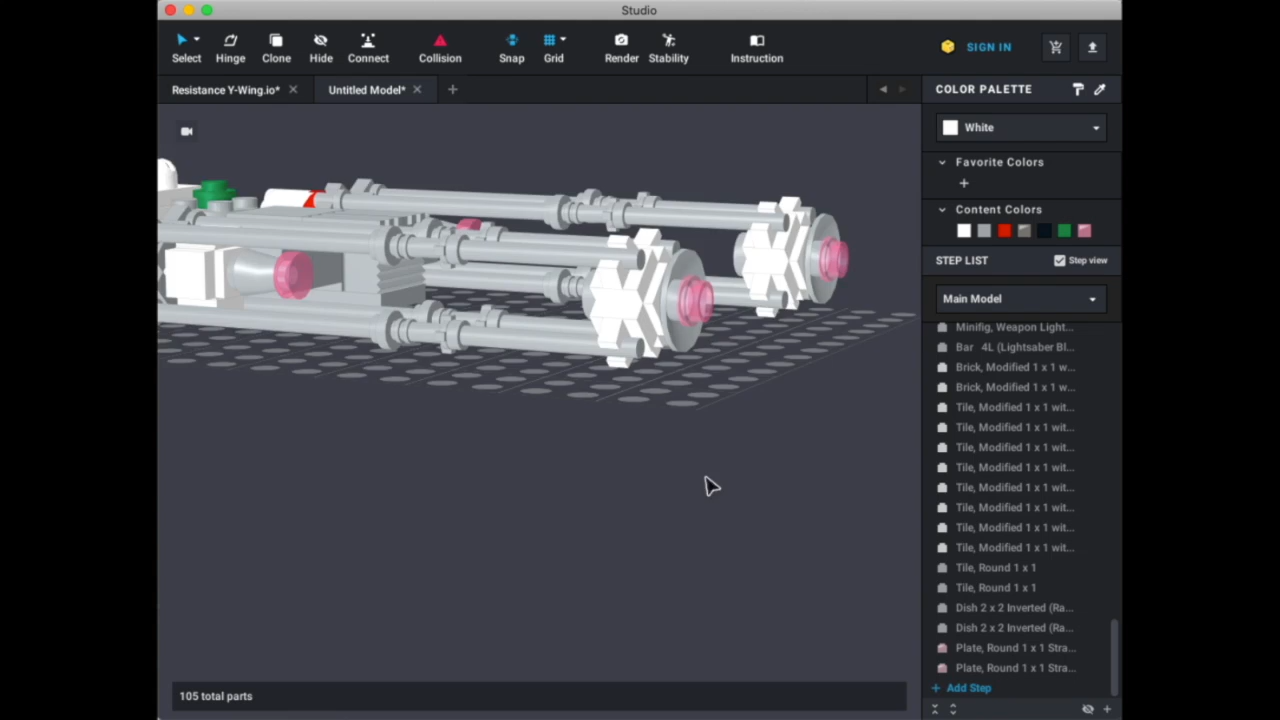 Studio
Select Hinge Clone Hide Connect Collision Snap Grid Render Stability Instruction SIGN IN
Resistance Y-Wing.io* Untitled Model*
COLOR PALETTE
White
Favorite Colors
Content Colors
STEP LIST Step view
Main Model
Minifig, Weapon Light...
Bar 4L (Lightsaber Bl...
Brick, Modified 1 x 1 w...
Brick, Modified 1 x 1 w...
Tile, Modified 1 x 1 wit...
Tile, Modified 1 x 1 wit...
Tile, Modified 1 x 1 wit...
Tile, Modified 1 x 1 wit...
Tile, Modified 1 x 1 wit...
Tile, Modified 1 x 1 wit...
Tile, Modified 1 x 1 wit...
Tile, Modified 1 x 1 wit...
Tile, Round 1 x 1
Tile, Round 1 x 1
Dish 2 x 2 Inverted (Ra...
Dish 2 x 2 Inverted (Ra...
Plate, Round 1 x 1 Stra...
Plate, Round 1 x 1 Stra...
+ Add Step
105 total parts